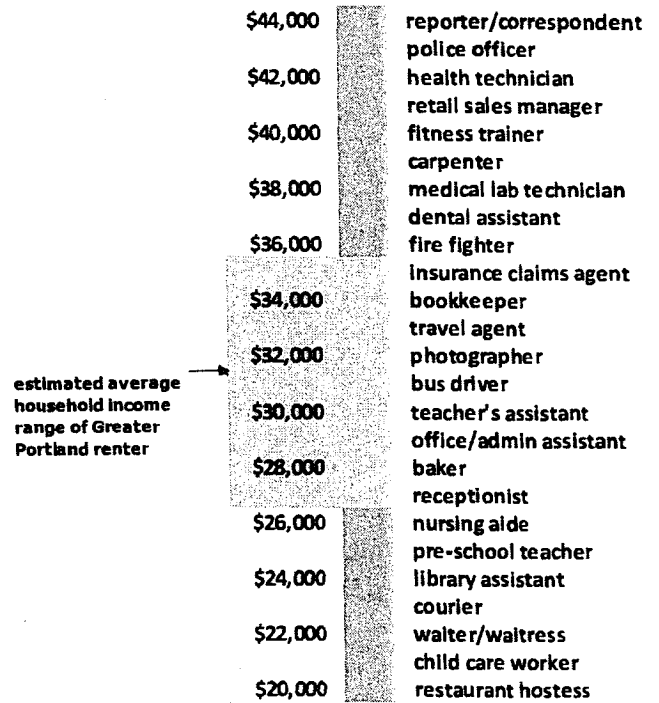 $44,000 reporter/correspondent
police officer
$42,000 health technician
retail sales manager
$40,000 fitness trainer
carpenter
$38,000 medical lab technician
dental assistant
$36,000 fire fighter
insurance claims agent
$34,000 bookkeeper
travel agent
$32,000 photographer
bus driver
$30,000 teacher's assistant
office/admin assistant
$28,000 baker
receptionist
$26,000 nursing aide
pre-school teacher
$24,000 library assistant
courier
$22,000 waiter/waitress
child care worker
$20,000 restaurant hostess
estimated average
household income
range of Greater
Portland renter